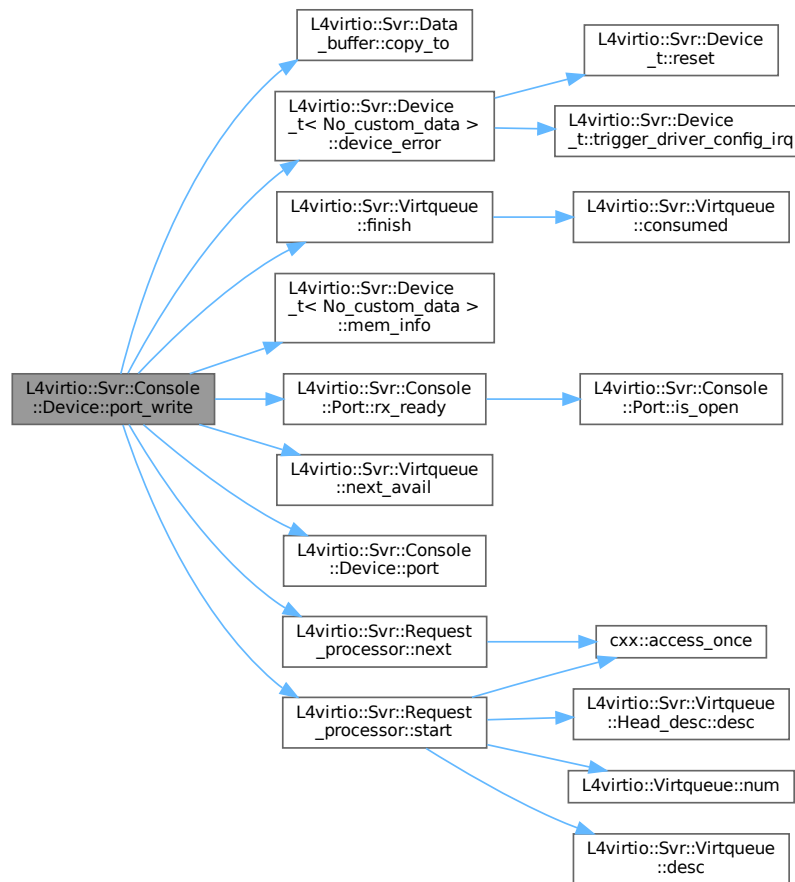 L4virtio::Svr::Data
_buffer::copy_to
L4virtio::Svr::Device
_t::reset
L4virtio::Svr::Device
_t< No_custom_data >
::device_error
L4virtio::Svr::Device
_t::trigger_driver_config_irq
L4virtio::Svr::Virtqueue
::finish
L4virtio::Svr::Virtqueue
::consumed
L4virtio::Svr::Device
_t< No_custom_data >
::mem_info
L4virtio::Svr::Console
::Device::port_write
L4virtio::Svr::Console
::Port::rx_ready
L4virtio::Svr::Console
::Port::is_open
L4virtio::Svr::Virtqueue
::next_avail
L4virtio::Svr::Console
::Device::port
L4virtio::Svr::Request
_processor::next
cxx::access_once
L4virtio::Svr::Request
_processor::start
L4virtio::Svr::Virtqueue
::Head_desc::desc
L4virtio::Virtqueue::num
L4virtio::Svr::Virtqueue
::desc